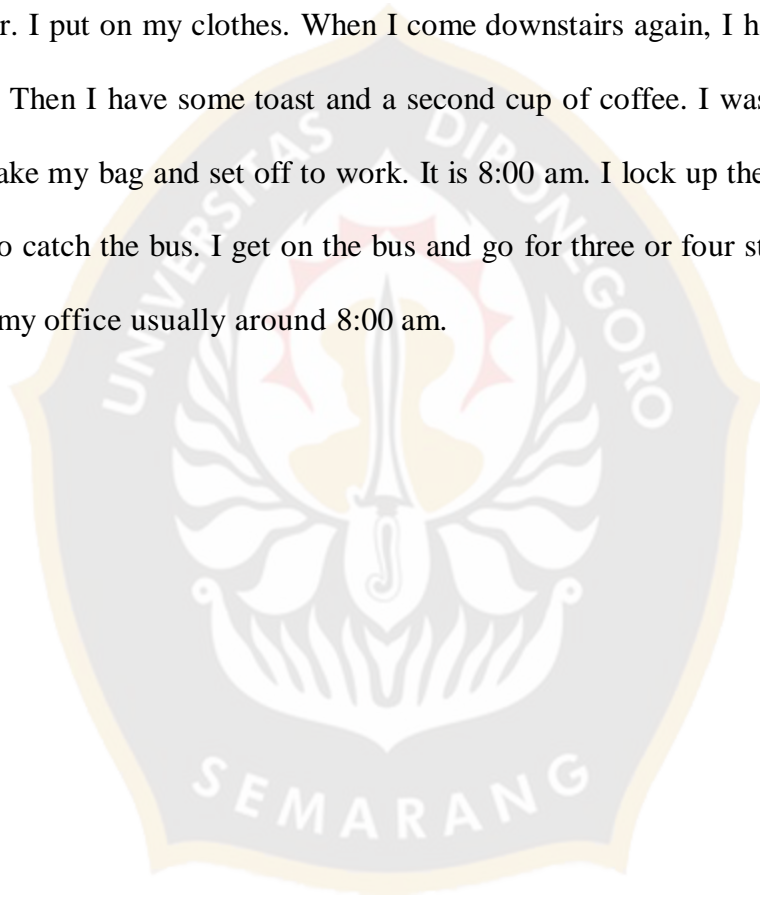 r. I put on my clothes. When I come downstairs again, I h
Then I have some toast and a second cup of coffee. I was
ake my bag and set off to work. It is 8:00 am. I lock up the
o catch the bus. I get on the bus and go for three or four st
my office usually around 8:00 am.
UNIVERSITAS DIPONEGORO
SEMARANG